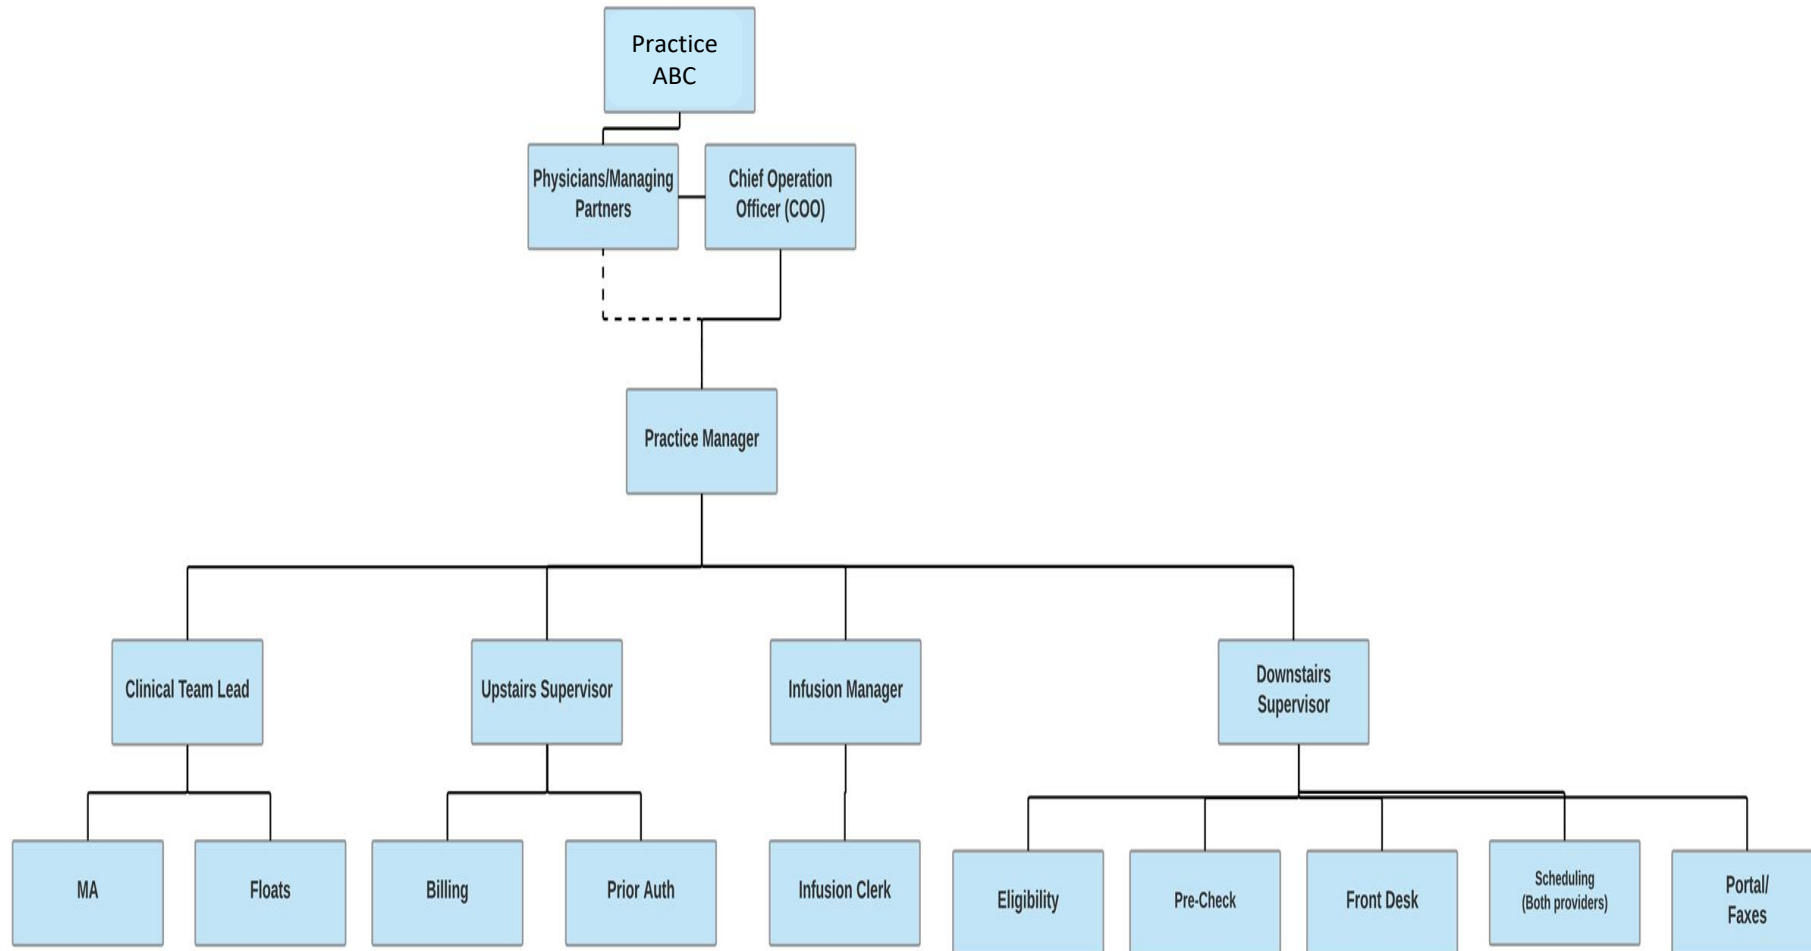 Practice
ABC
Physicians/Managing
Partners
Chief Operation
Officer (COO)
Practice Manager
Clinical Team Lead
Upstairs Supervisor
Infusion Manager
Downstairs
Supervisor
MA
Floats
Billing
Prior Auth
Infusion Clerk
Eligibility
Pre-Check
Front Desk
Scheduling
(Both providers)
Portal/
Faxes